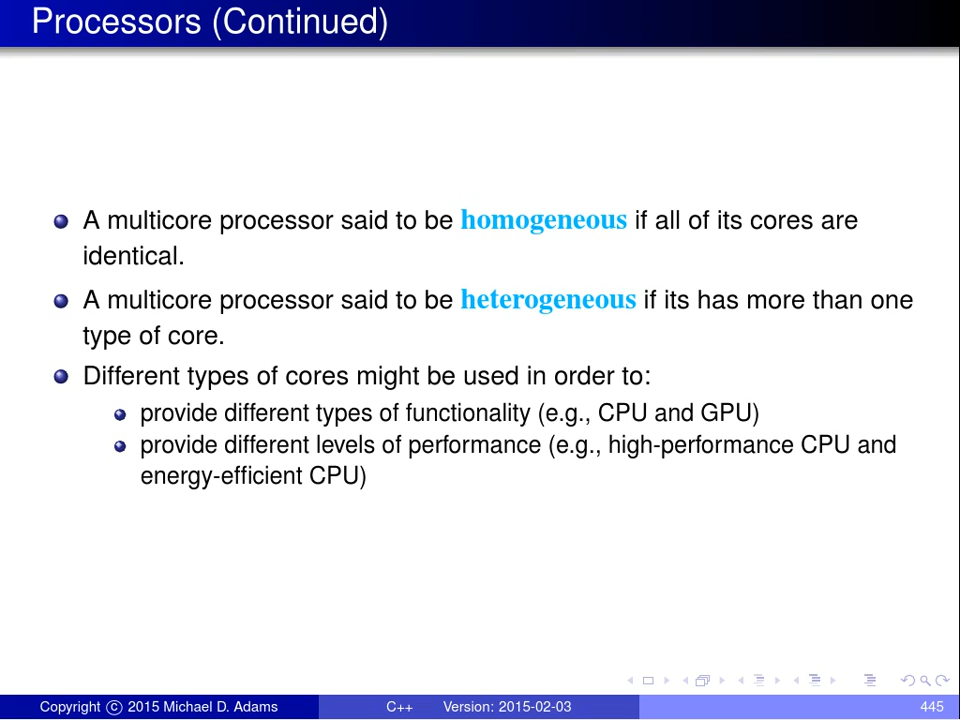 Processors (Continued)
A multicore processor said to be homogeneous if all of its cores are
identical.
A multicore processor said to be heterogeneous if its has more than one
type of core.
Different types of cores might be used in order to:
provide different types of functionality (e.g., CPU and GPU)
provide different levels of performance (e.g., high-performance CPU and
energy-efficient CPU)
Copyright © 2015 Michael D. Adams C++ Version: 2015-02-03 445